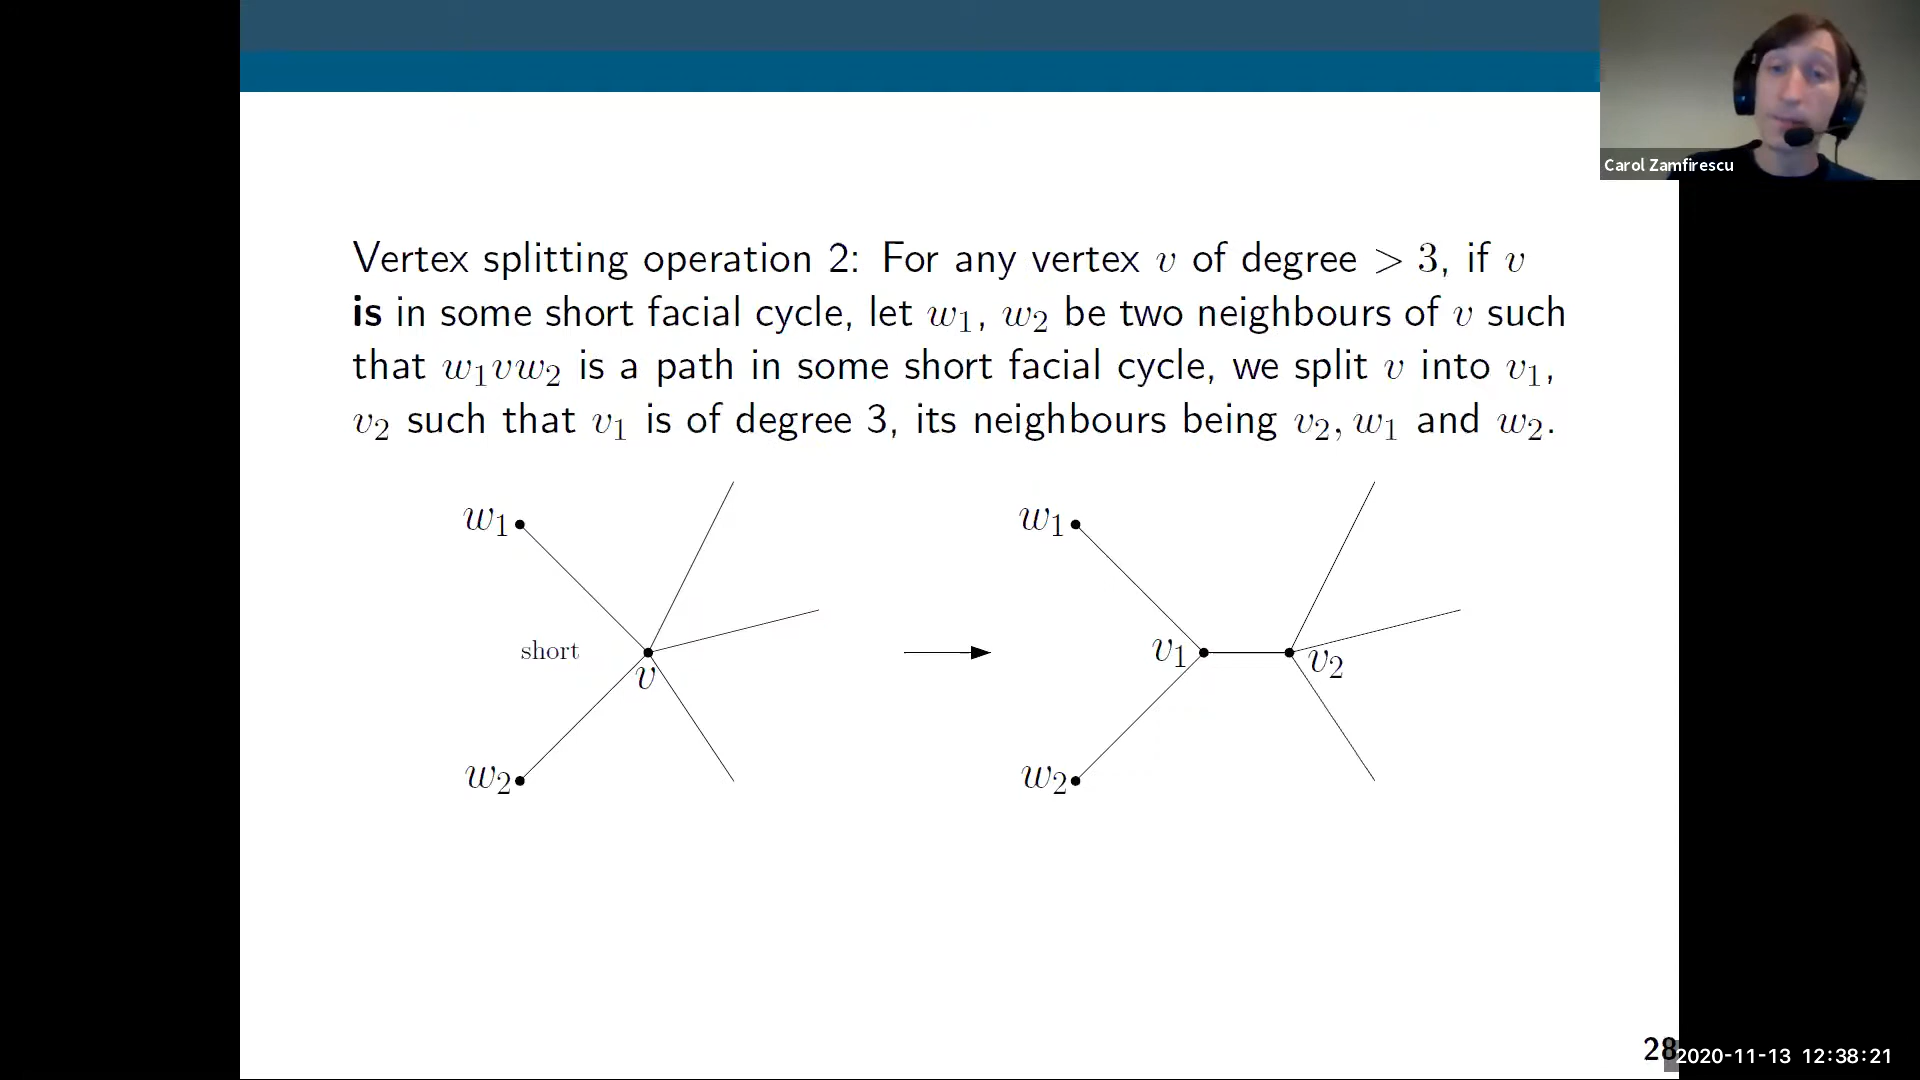 Carol Zamfirescu
Vertex splitting operation 2: For any vertex v of degree > 3, if v
is in some short facial cycle, let w₁, w₂ be two neighbours of v such
that w₁vw₂ is a path in some short facial cycle, we split v into v₁,
v₂ such that v₁ is of degree 3, its neighbours being v₂, w₁ and w₂.
w₁
w₁
short
v
v₁
v₂
w₂
w₂
28
2020-11-13 12:38:21